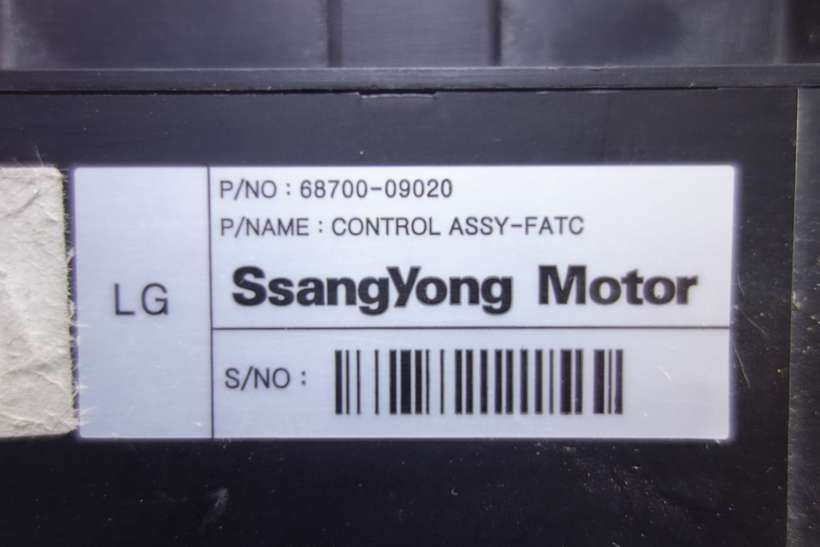 P/NO : 68700-09020
P/NAME : CONTROL ASSY-FATC
LG
SsangYong Motor
S/NO :